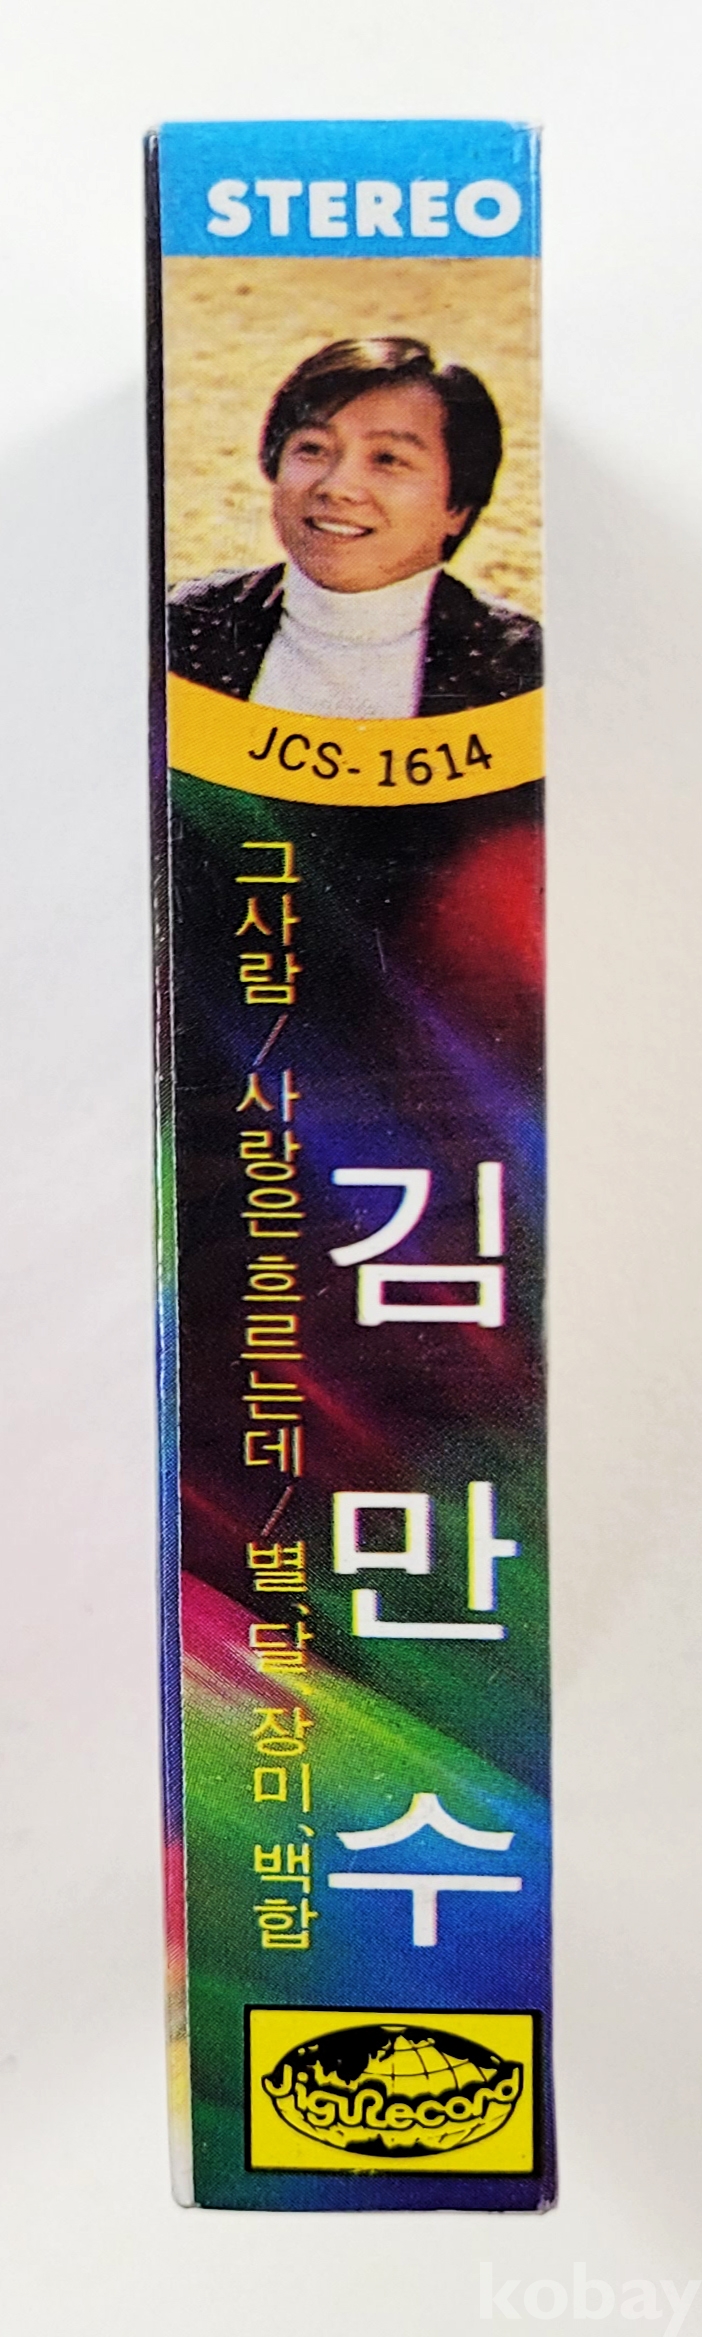 STEREO
JCS-1614
그사람/사랑은 흐르는데/별,달,장미,백합
김만수
JiguRecord
kobay